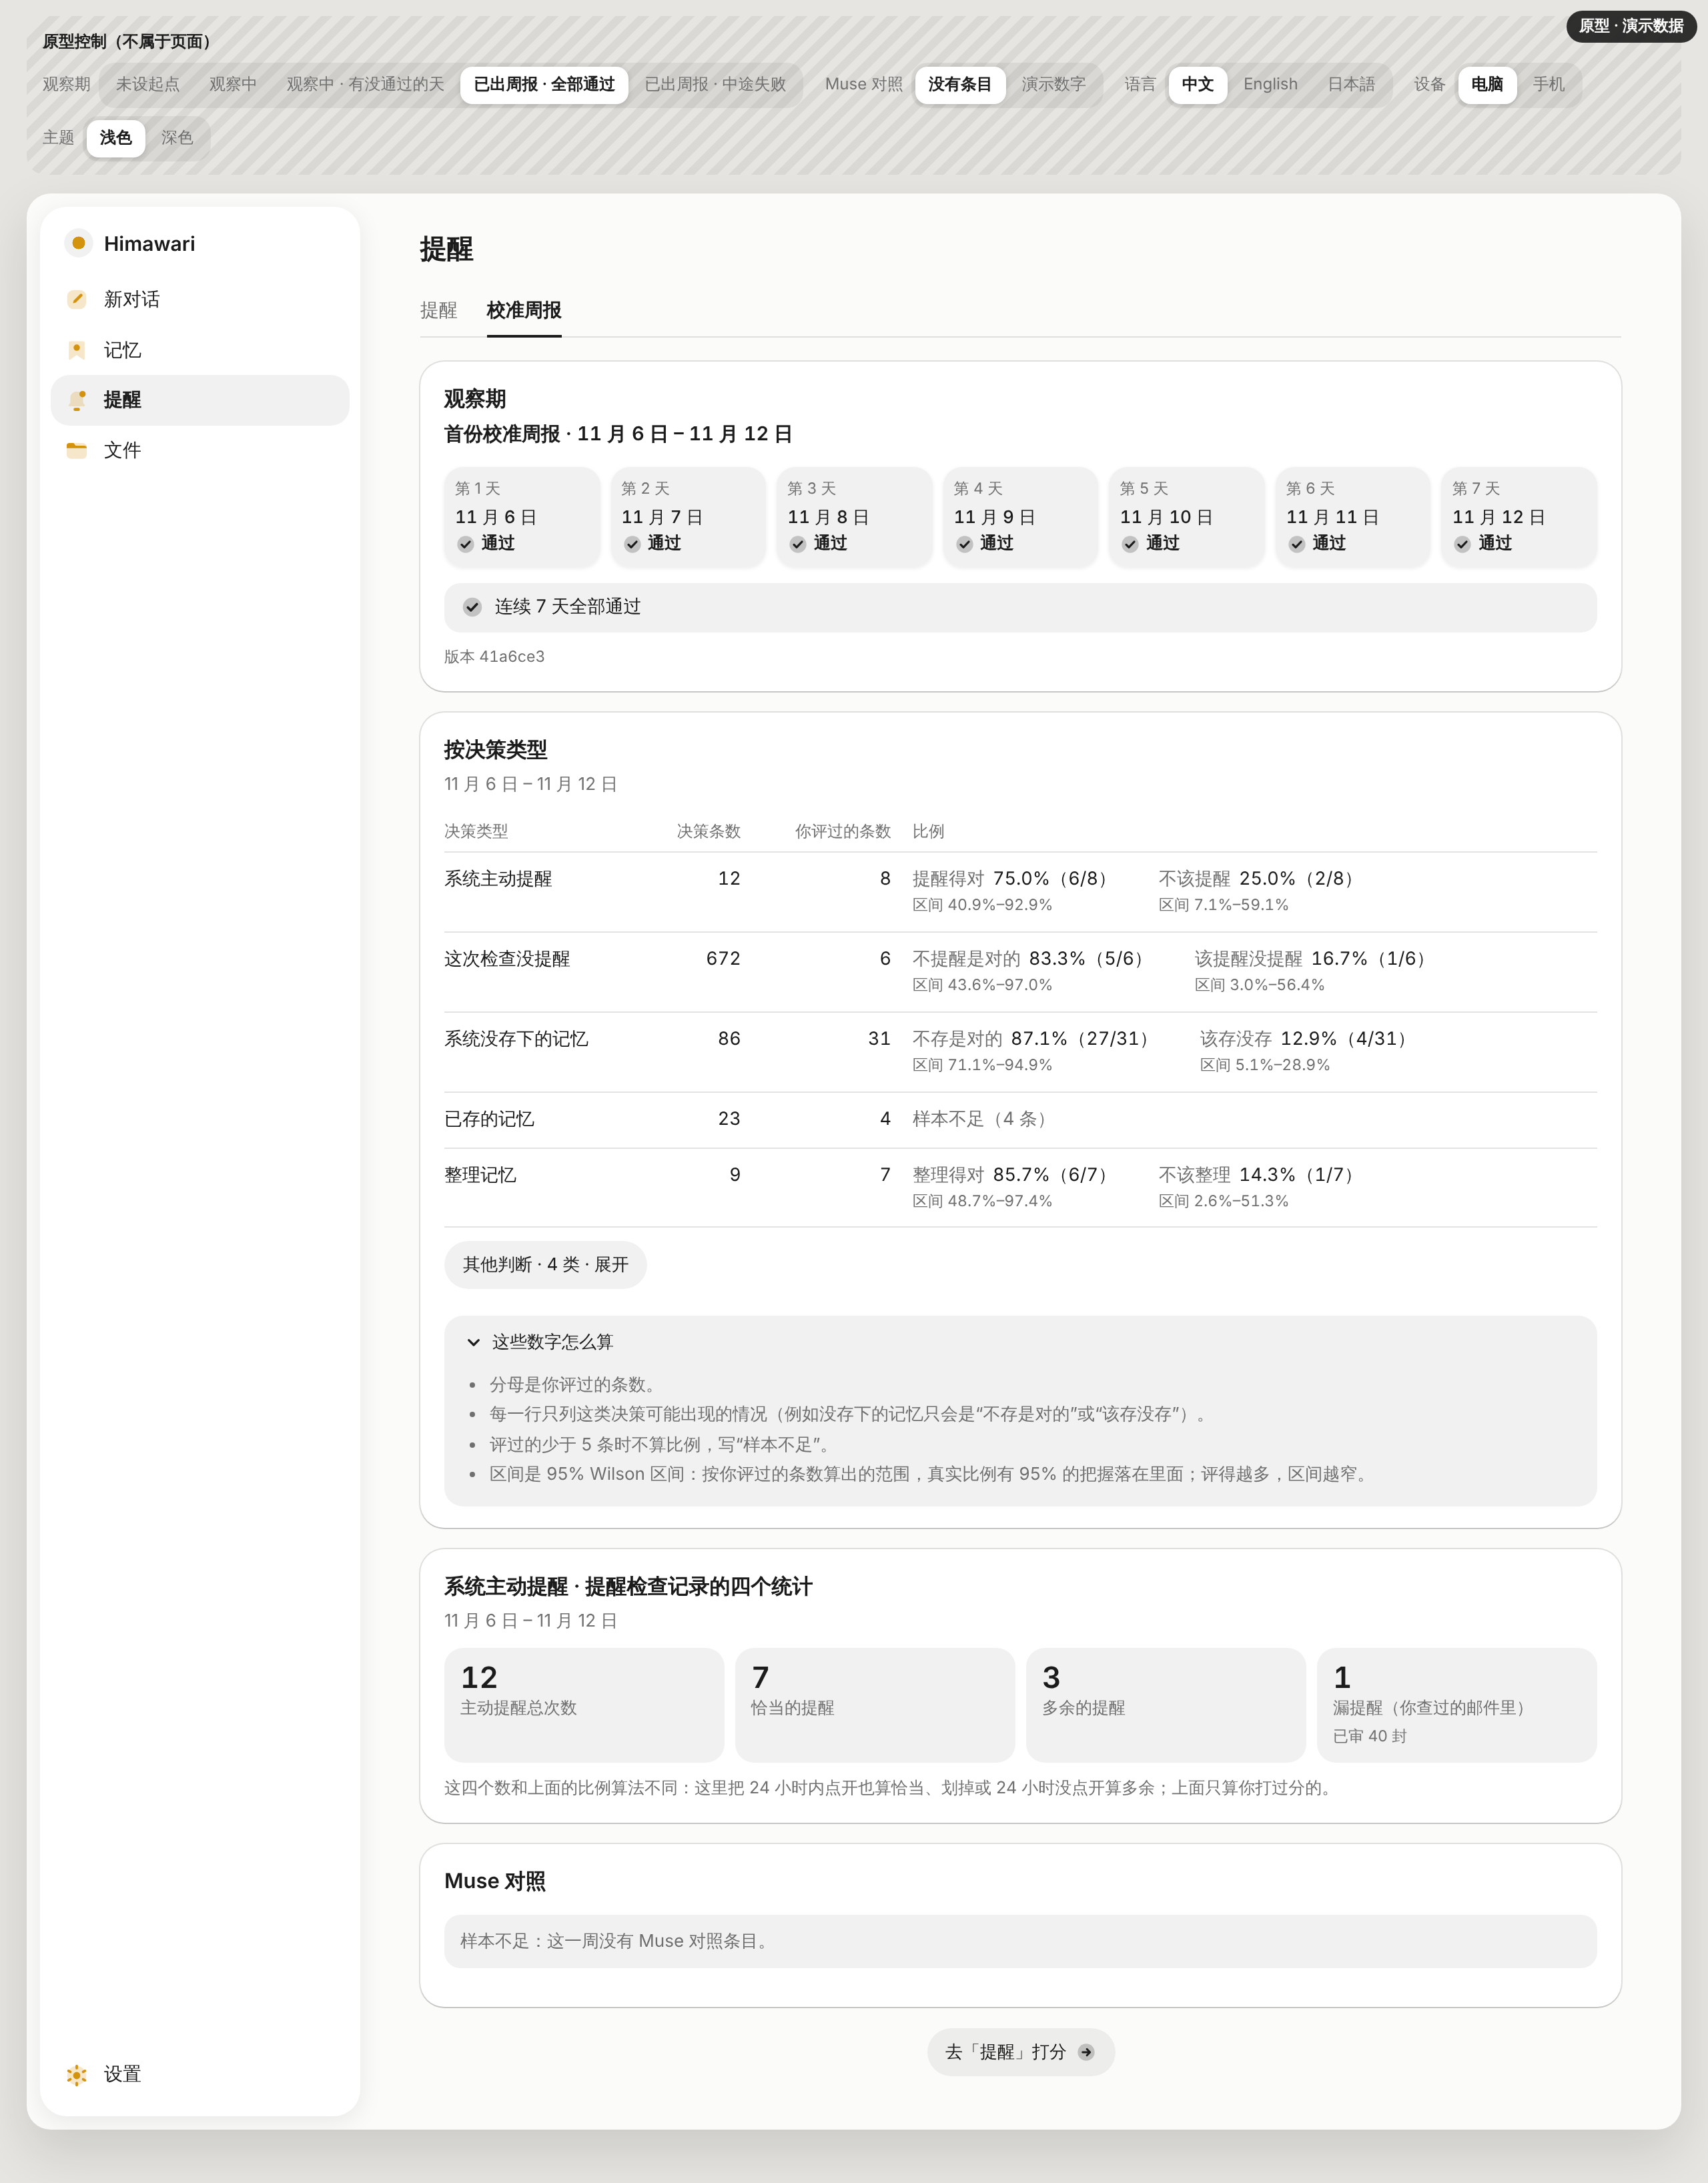 原型 · 演示数据
原型控制（不属于页面）
观察期 未设起点 观察中 观察中 · 有没通过的天 已出周报 · 全部通过 已出周报 · 中途失败 Muse 对照 没有条目 演示数字 语言 中文 English 日本語 设备 电脑 手机
主题 浅色 深色
Himawari
新对话
记忆
提醒
文件
设置
提醒
提醒 校准周报
观察期
首份校准周报 · 11 月 6 日 – 11 月 12 日
第 1 天 第 2 天 第 3 天 第 4 天 第 5 天 第 6 天 第 7 天
11 月 6 日 11 月 7 日 11 月 8 日 11 月 9 日 11 月 10 日 11 月 11 日 11 月 12 日
通过 通过 通过 通过 通过 通过 通过
连续 7 天全部通过
版本 41a6ce3
按决策类型
11 月 6 日 – 11 月 12 日
决策类型 决策条数 你评过的条数 比例
系统主动提醒 12 8 提醒得对 75.0%（6/8） 不该提醒 25.0%（2/8）
区间 40.9%–92.9% 区间 7.1%–59.1%
这次检查没提醒 672 6 不提醒是对的 83.3%（5/6） 该提醒没提醒 16.7%（1/6）
区间 43.6%–97.0% 区间 3.0%–56.4%
系统没存下的记忆 86 31 不存是对的 87.1%（27/31） 该存没存 12.9%（4/31）
区间 71.1%–94.9% 区间 5.1%–28.9%
已存的记忆 23 4 样本不足（4 条）
整理记忆 9 7 整理得对 85.7%（6/7） 不该整理 14.3%（1/7）
区间 48.7%–97.4% 区间 2.6%–51.3%
其他判断 · 4 类 · 展开
这些数字怎么算
• 分母是你评过的条数。
• 每一行只列这类决策可能出现的情况（例如没存下的记忆只会是“不存是对的”或“该存没存”）。
• 评过的少于 5 条时不算比例，写“样本不足”。
• 区间是 95% Wilson 区间：按你评过的条数算出的范围，真实比例有 95% 的把握落在里面；评得越多，区间越窄。
系统主动提醒 · 提醒检查记录的四个统计
11 月 6 日 – 11 月 12 日
12 7 3 1
主动提醒总次数 恰当的提醒 多余的提醒 漏提醒（你查过的邮件里）
已审 40 封
这四个数和上面的比例算法不同：这里把 24 小时内点开也算恰当、划掉或 24 小时没点开算多余；上面只算你打过分的。
Muse 对照
样本不足：这一周没有 Muse 对照条目。
去「提醒」打分